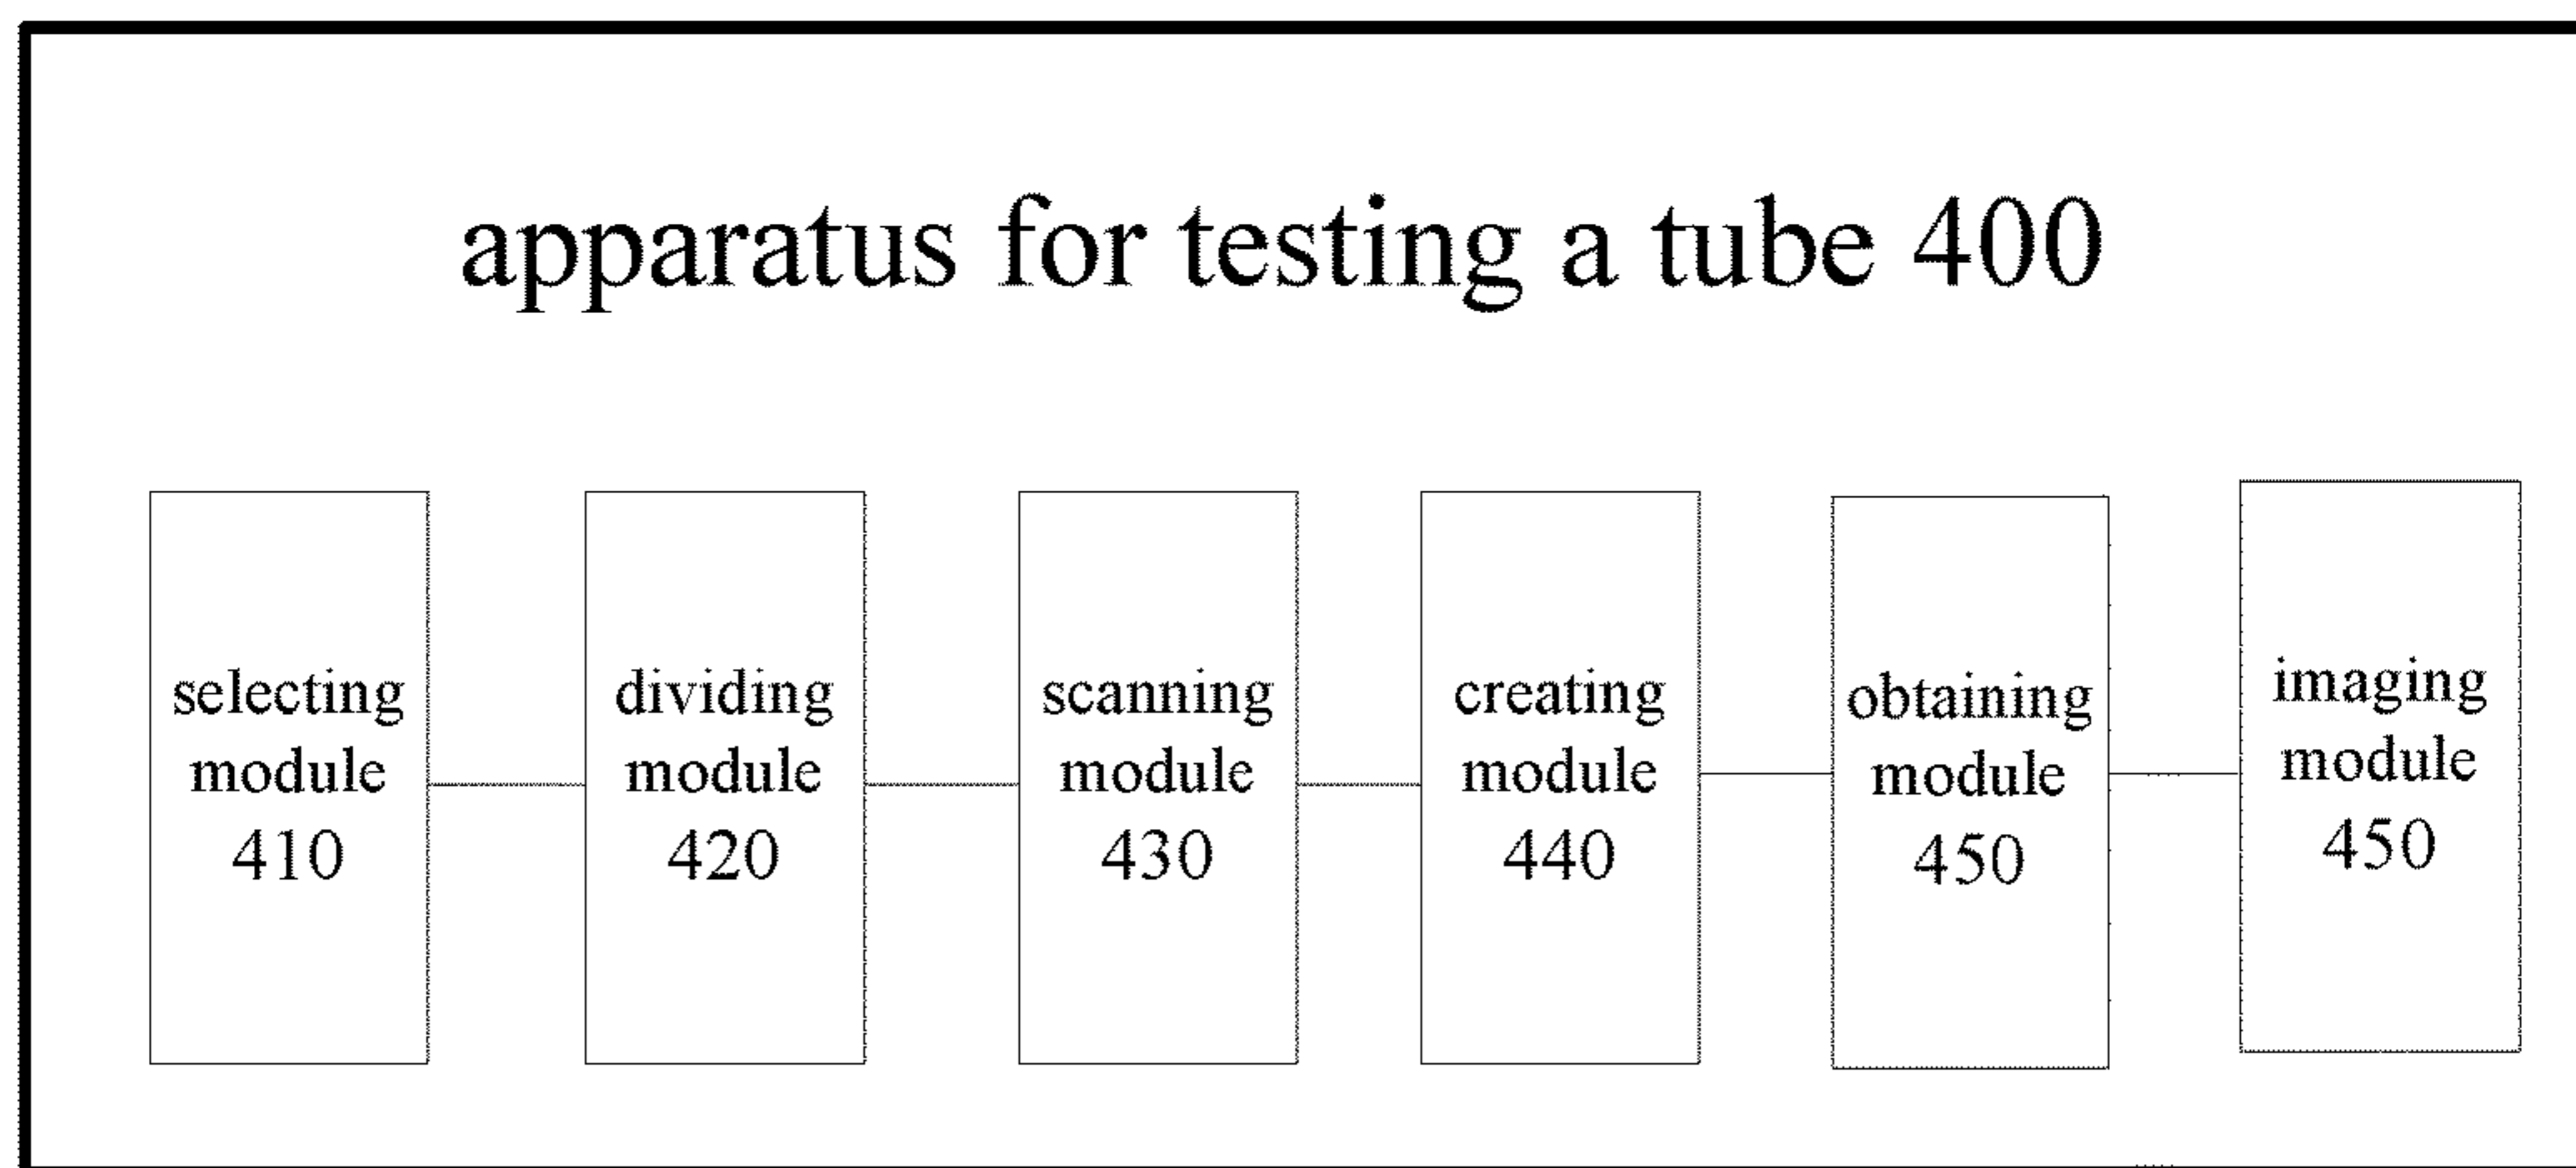 apparatus for testing a tube 400
selecting
module
410
dividing
module
420
scanning
module
430
creating
module
440
obtaining
module
450
imaging
module
450